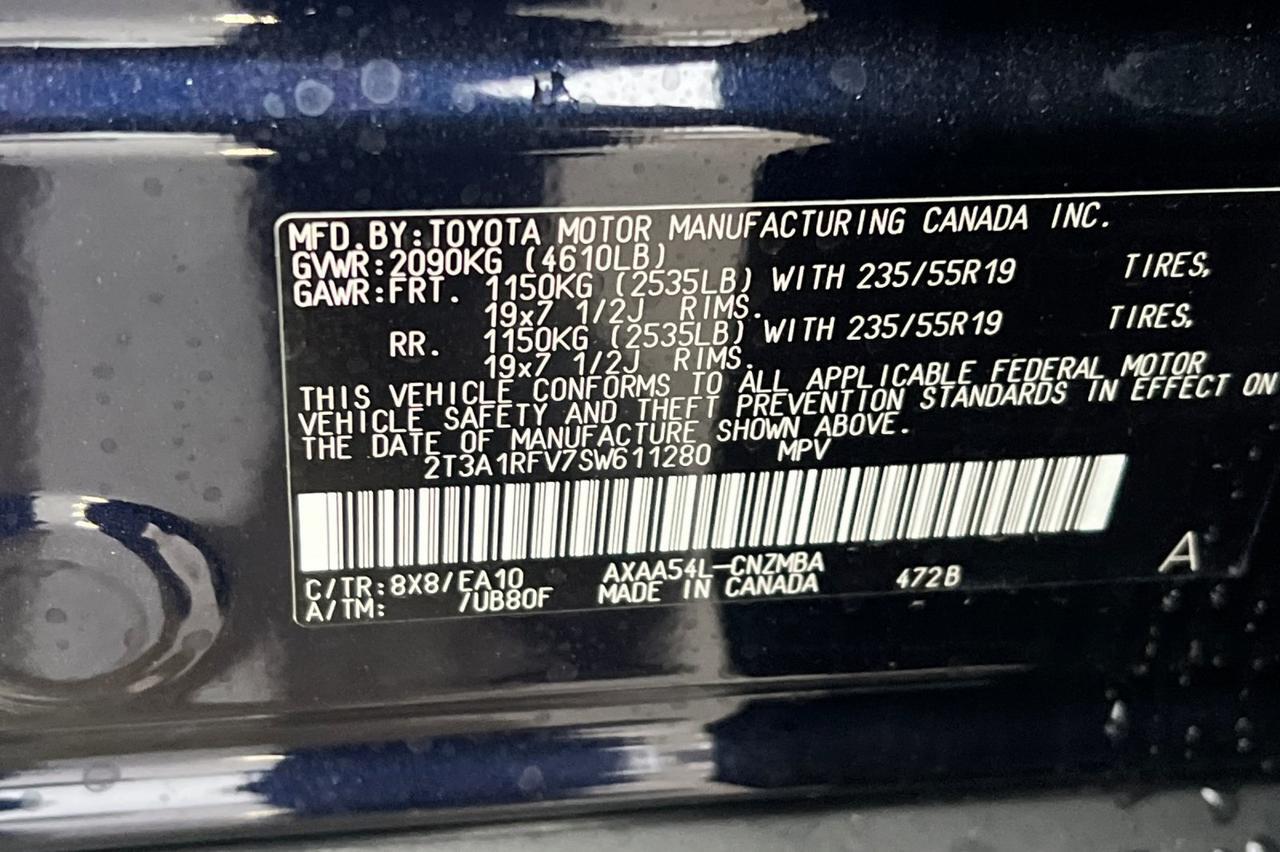 MFD.BY:TOYOTA MOTOR MANUFACTURING CANADA INC.
GVWR:2090KG (4610LB)
GAWR:FRT. 1150KG (2535LB) WITH 235/55R19 TIRES,
19x7 1/2J RIMS.
RR. 1150KG (2535LB) WITH 235/55R19 TIRES,
19x7 1/2J RIMS.
THIS VEHICLE CONFORMS TO ALL APPLICABLE FEDERAL MOTOR
VEHICLE SAFETY AND THEFT PREVENTION STANDARDS IN EFFECT ON
THE DATE OF MANUFACTURE SHOWN ABOVE.
2T3A1RFV7SW611280 MPV
C/TR:8X8/EA10 AXAA54L-CNZMBA 472B A
A/TM: 7UB80F MADE IN CANADA